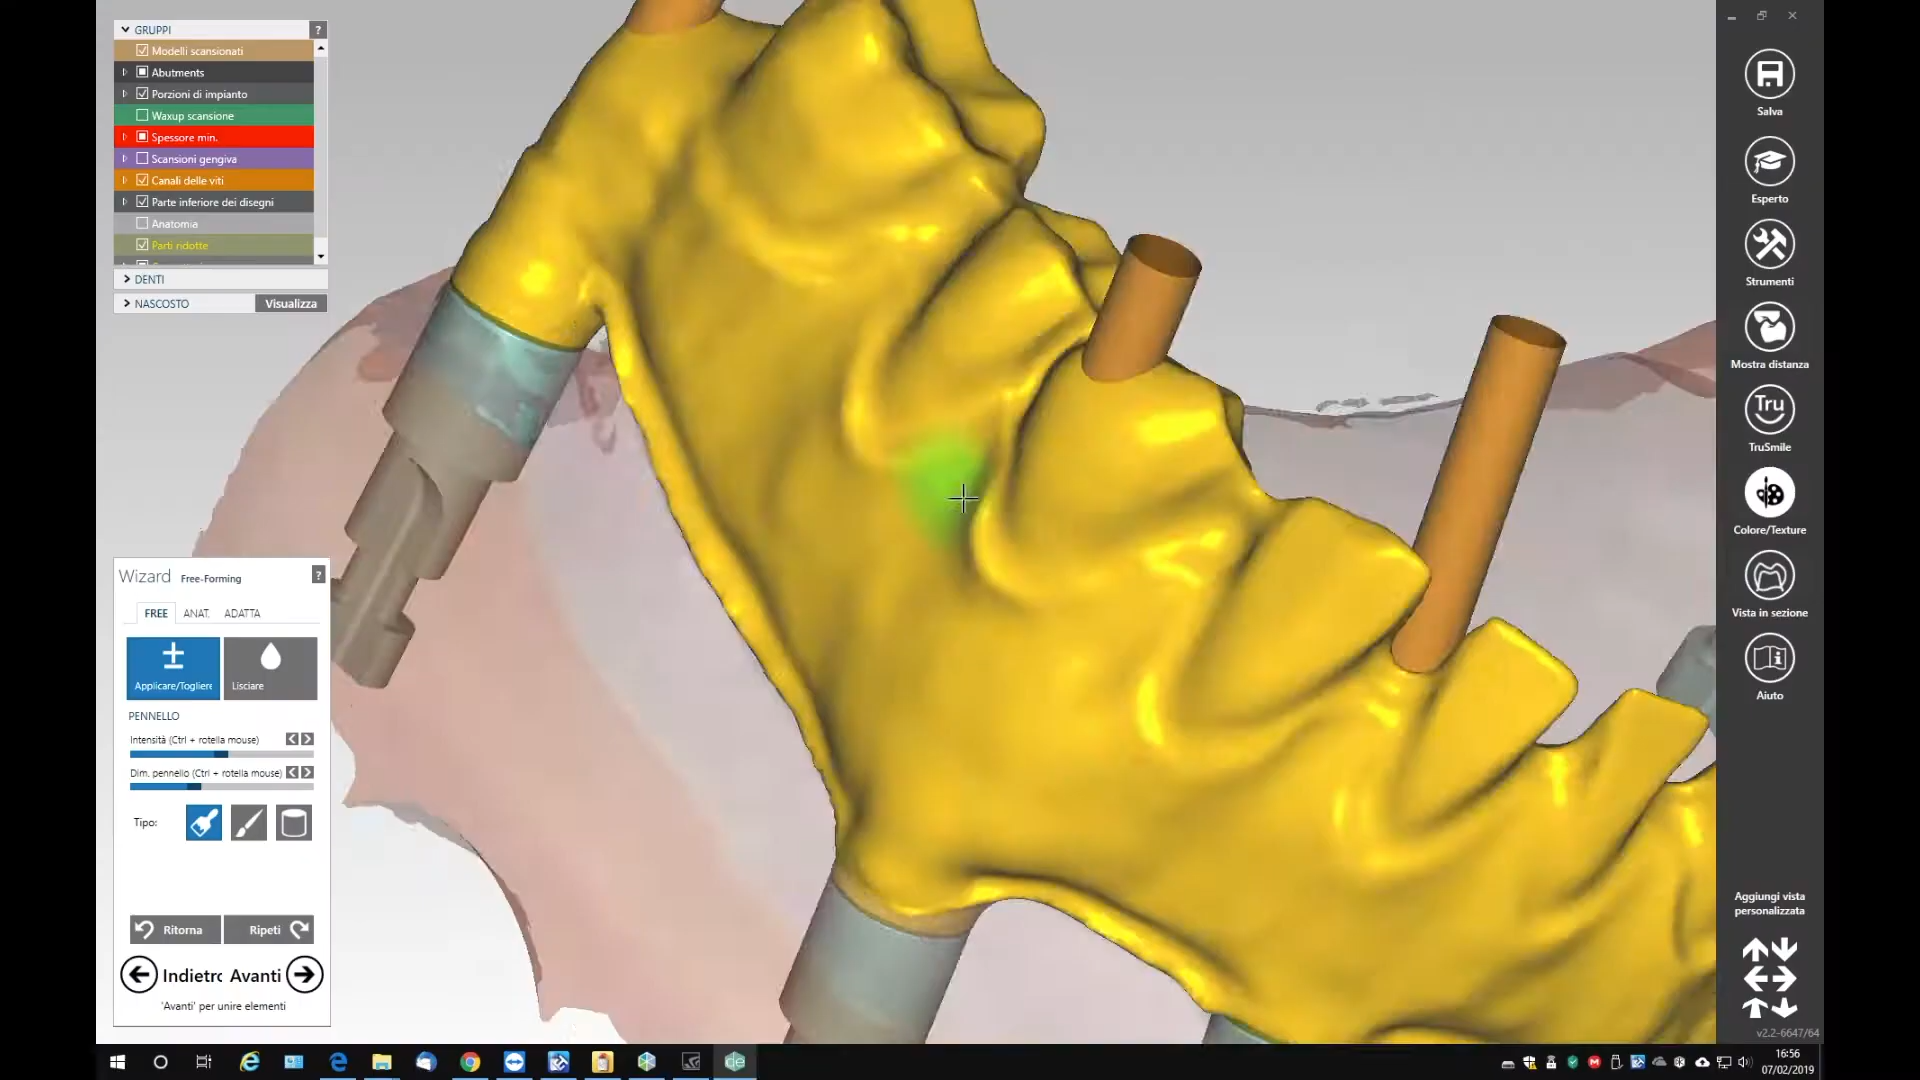 GRUPPI
?
Modelli scansionati
Abutments
Porzioni di impianto
Waxup scansione
Spessore min.
Scansioni gengiva
Canali delle viti
Parte inferiore dei disegni
Anatomia
Parti ridotte
DENTI
NASCOSTO
Visualizza
Wizard Free-Forming
?
FREE ANAT. ADATTA
Applicare/Togliere
Lisciare
PENNELLO
Intensità (Ctrl + rotella mouse)
Dim. pennello (Ctrl + rotella mouse)
Tipo:
Ritorna
Ripeti
Indietro
Avanti
'Avanti' per unire elementi
Salva
Esperto
Strumenti
Mostra distanza
Tru
TruSmile
Colore/Texture
Vista in sezione
Aiuto
Aggiungi vista
personalizzata
v2.2-6647/64
de
16:56
07/02/2019